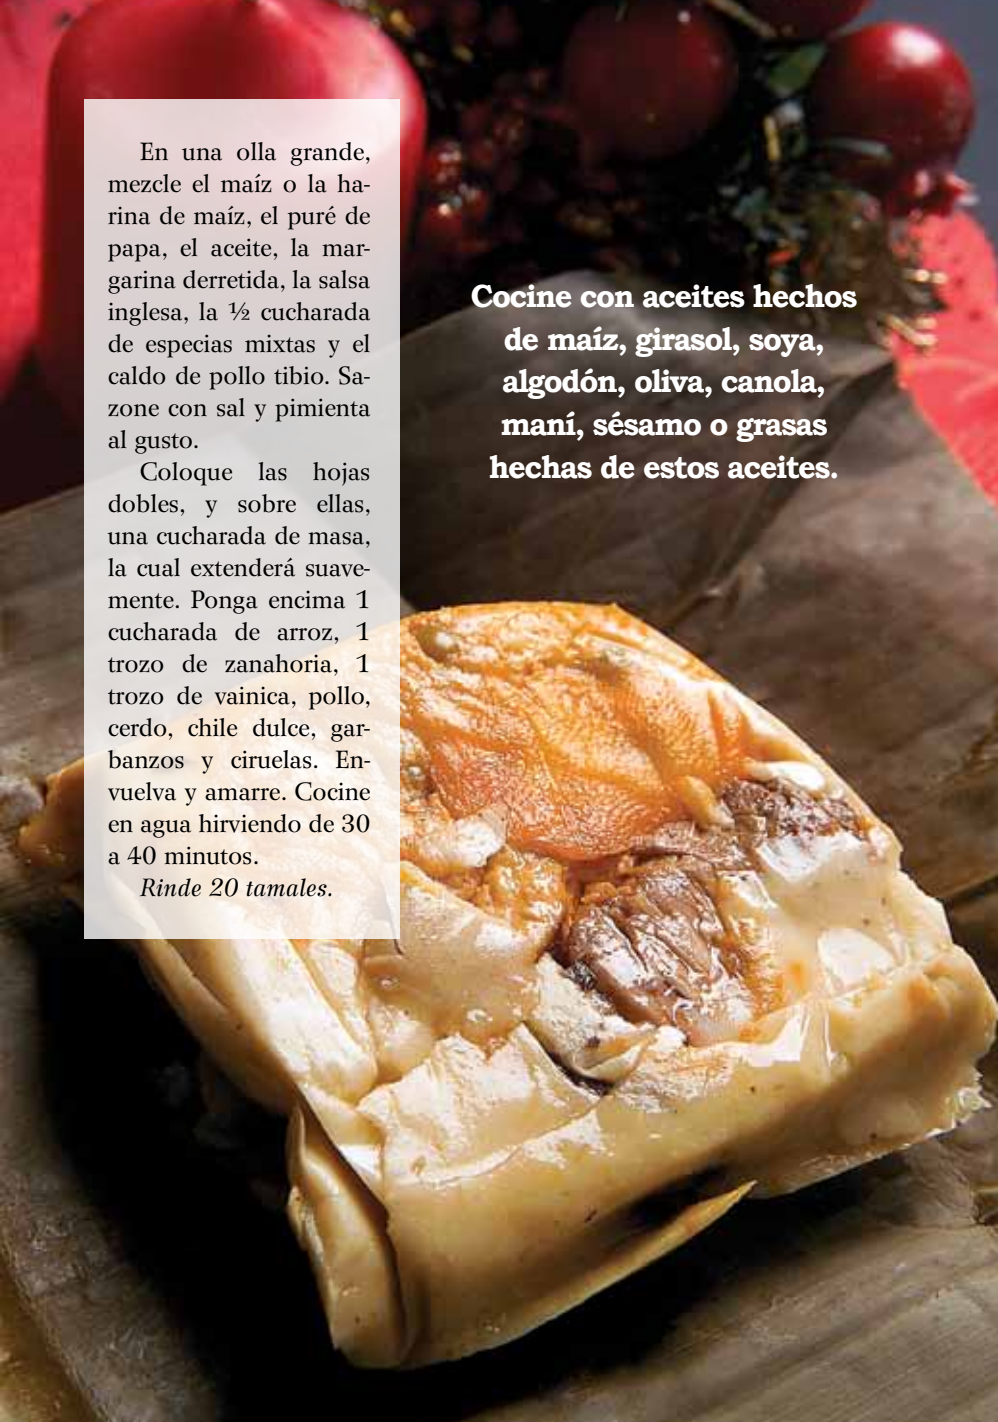 En una olla grande,
mezcle el maíz o la ha-
rina de maíz, el puré de
papa, el aceite, la mar-
garina derretida, la salsa
inglesa, la ½ cucharada
de especias mixtas y el
caldo de pollo tibio. Sa-
zone con sal y pimienta
al gusto.
Coloque las hojas
dobles, y sobre ellas,
una cucharada de masa,
la cual extenderá suave-
mente. Ponga encima 1
cucharada de arroz, 1
trozo de zanahoria, 1
trozo de vainica, pollo,
cerdo, chile dulce, gar-
banzos y ciruelas. En-
vuelva y amarre. Cocine
en agua hirviendo de 30
a 40 minutos.
Rinde 20 tamales.
Cocine con aceites hechos
de maíz, girasol, soya,
algodón, oliva, canola,
maní, sésamo o grasas
hechas de estos aceites.